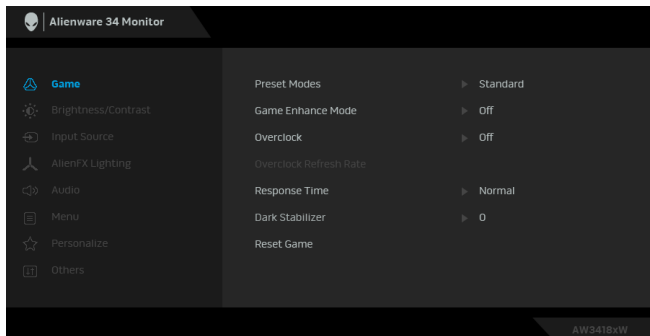 Alienware 34 Monitor
Game
Preset Modes Standard
Brightness/Contrast
Game Enhance Mode Off
Input Source
Overclock Off
AlienFX Lighting
Overclock Refresh Rate
Audio
Response Time Normal
Menu
Dark Stabilizer 0
Personalize
Reset Game
Others
AW3418xW